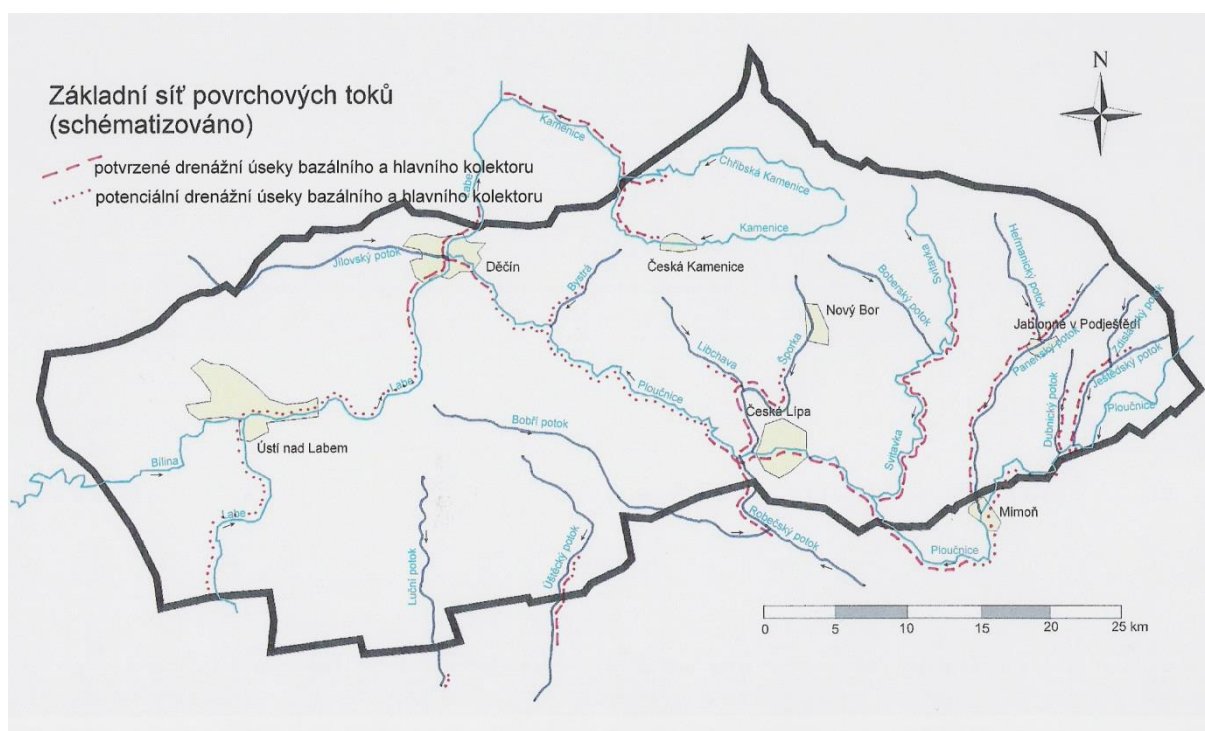 Základní síť povrchových toků
(schématizováno)
potvrzené drenážní úseky bazálního a hlavního kolektoru
potenciální drenážní úseky bazálního a hlavního kolektoru
N
Kamenice
Labe
Chřibská Kamenice
Kamenice
Česká Kamenice
Jílovský potok
Děčín
Bystrá
Svitavka
Heřmanický potok
Boberský potok
Nový Bor
Jablonné v Podještědí
Zdislavský potok
Panenský potok
Ještědský potok
Libchava
Šporka
Labe
Ploučnice
Ploučnice
Dubnický potok
Česká Lípa
Bobří potok
Svitavka
Ústí nad Labem
Bílina
Labe
Mimoň
Robečský potok
Ploučnice
Luční potok
Úštěcký potok
0 5 10 15 20 25 km